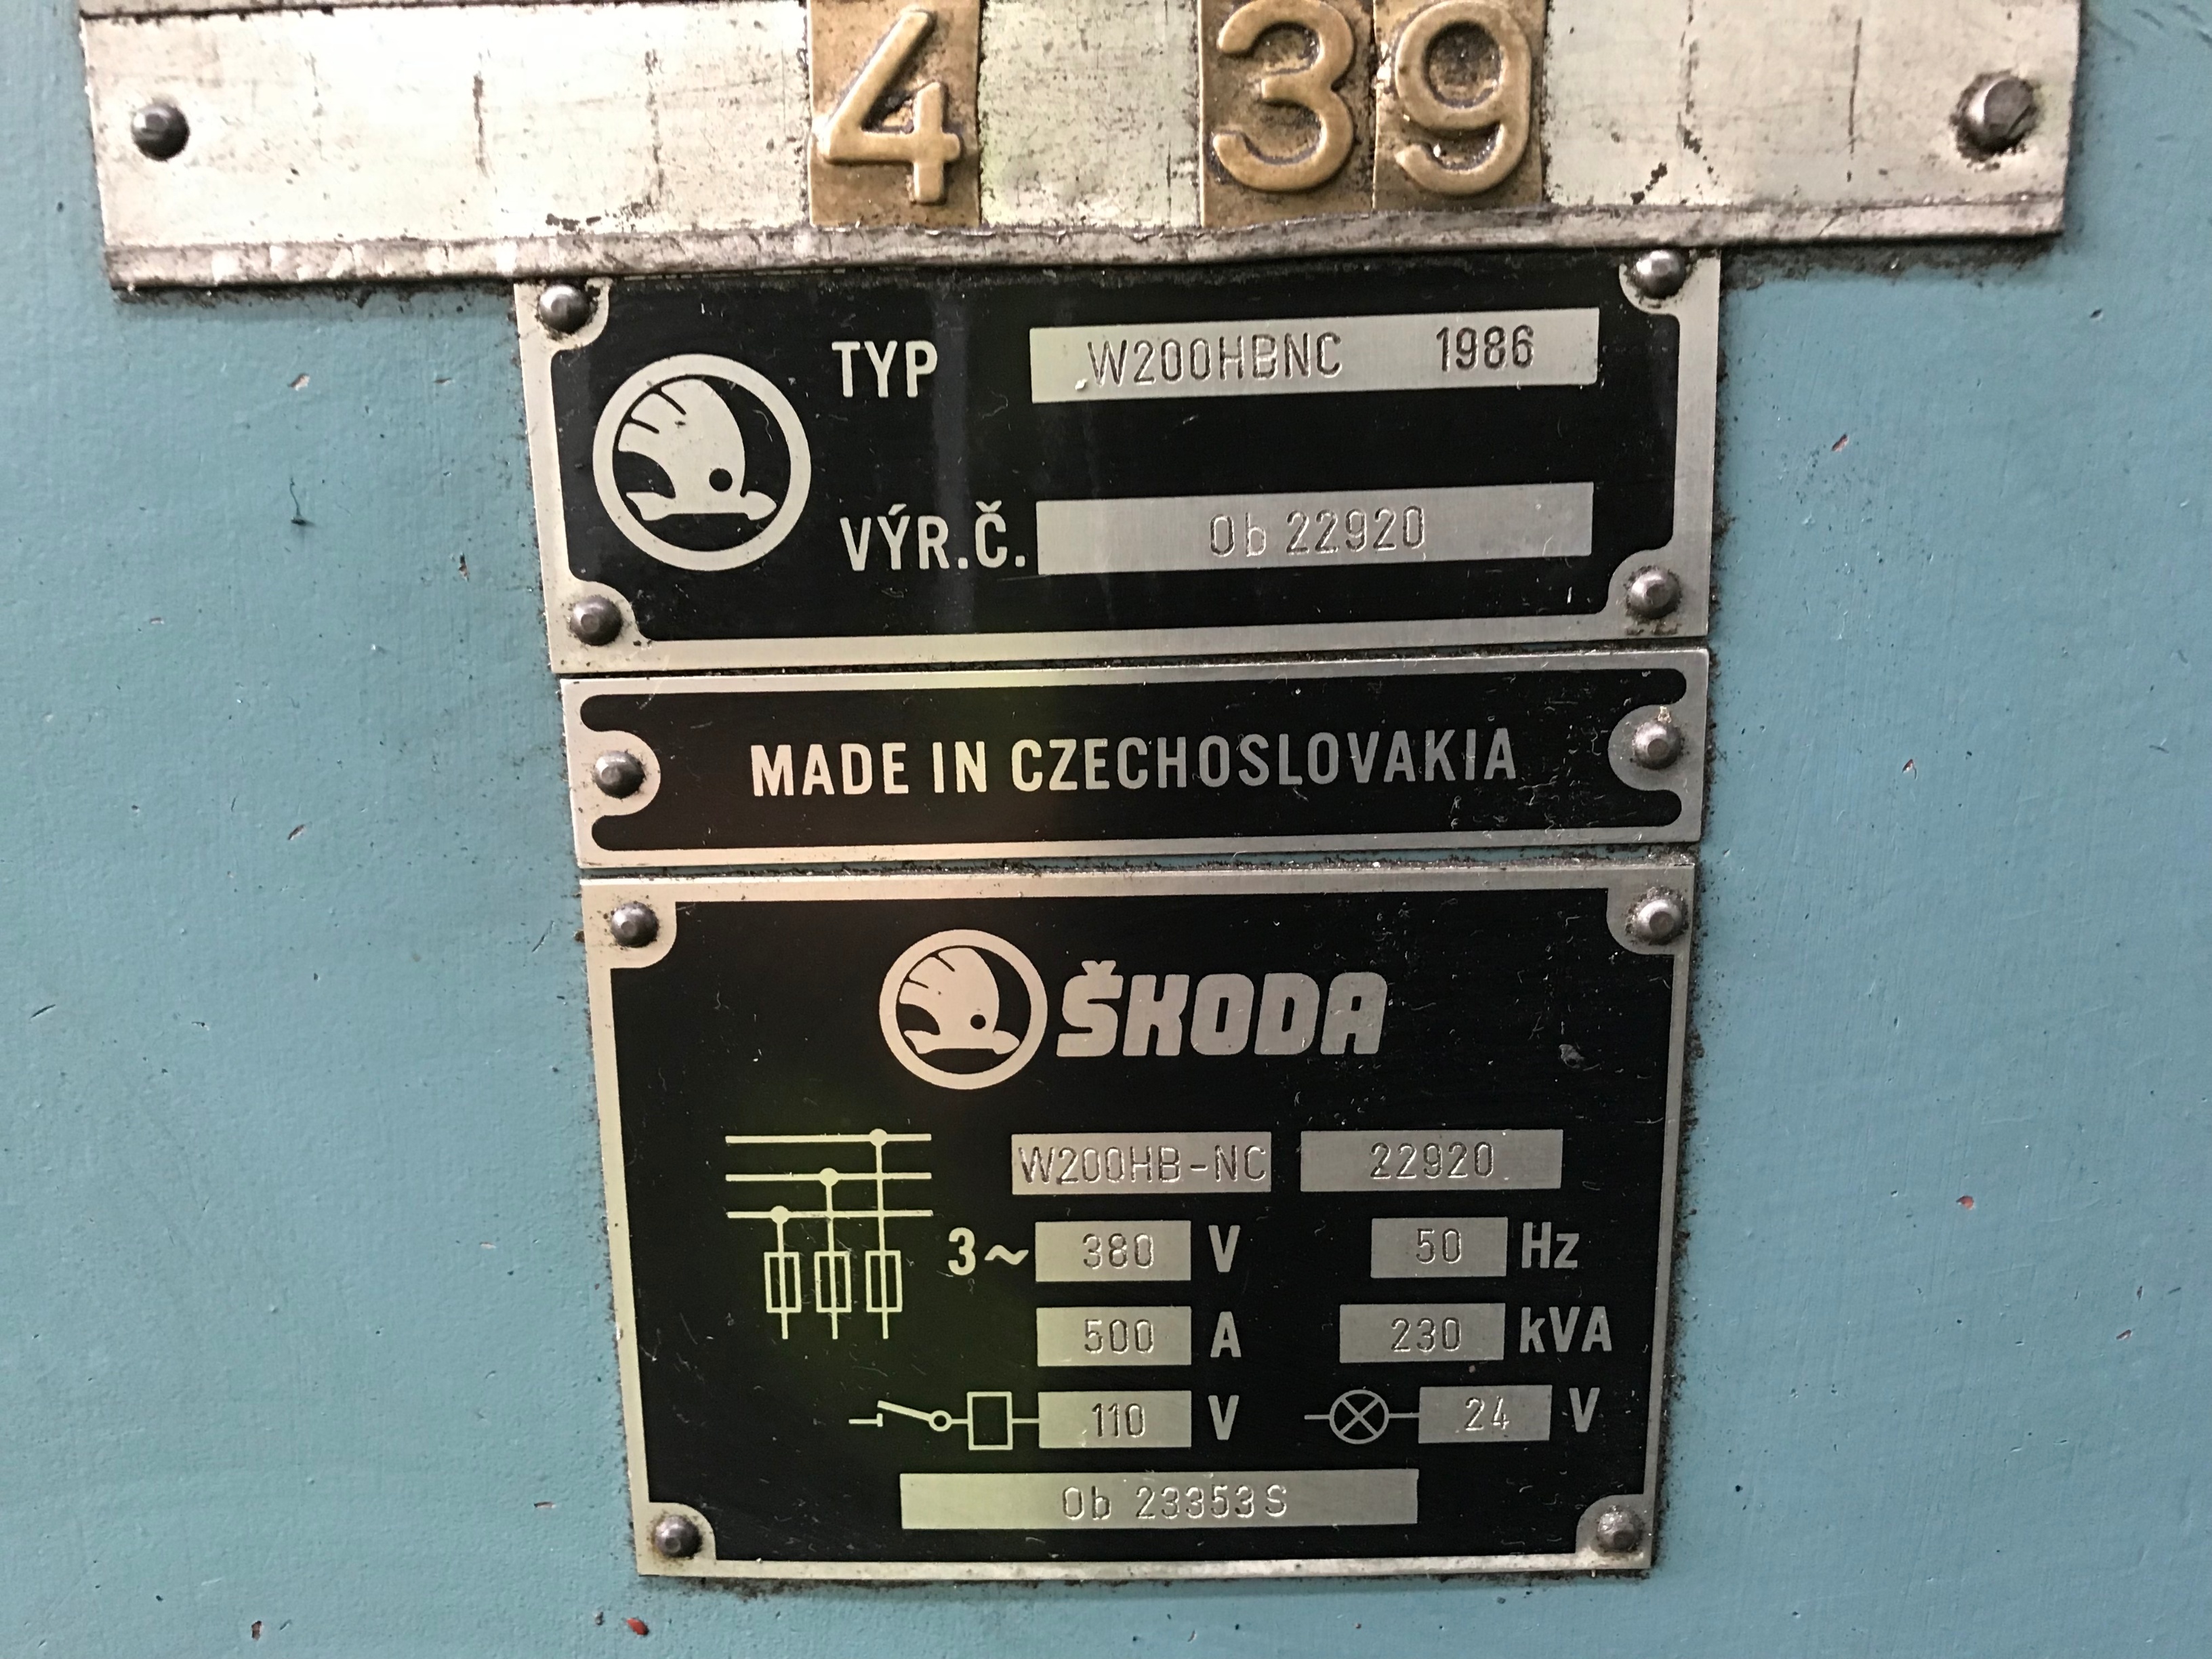 4 39
TYP W200HBNC 1986
VÝR.Č. Ob 22920
MADE IN CZECHOSLOVAKIA
ŠKODA
W200HB-NC 22920
3~ 380 V 50 Hz
500 A 230 kVA
110 V 24 V
Ob 23353S